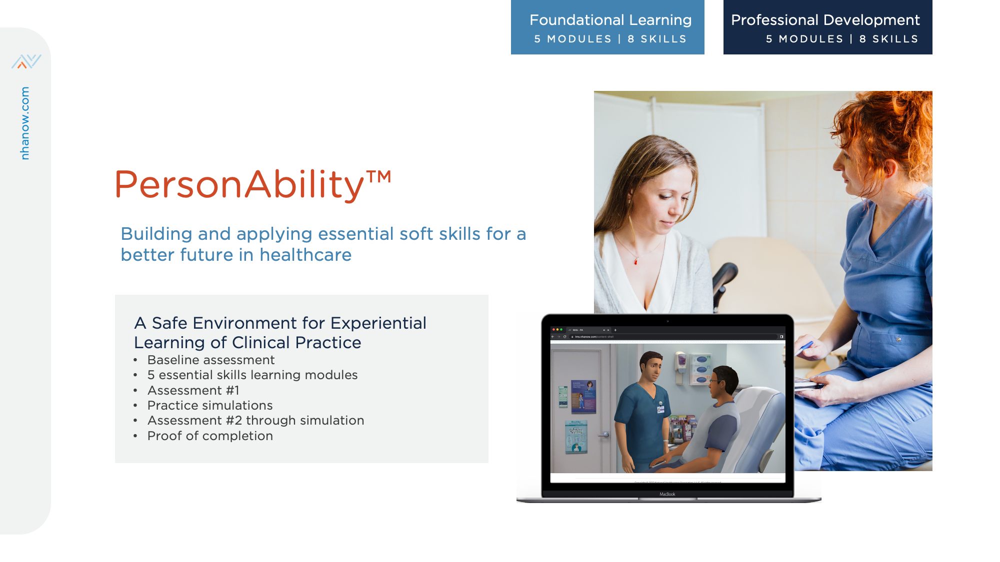 Foundational Learning
5 MODULES | 8 SKILLS
Professional Development
5 MODULES | 8 SKILLS
nhanow.com
PersonAbility™
Building and applying essential soft skills for a
better future in healthcare
A Safe Environment for Experiential
Learning of Clinical Practice
• Baseline assessment
• 5 essential skills learning modules
• Assessment #1
• Practice simulations
• Assessment #2 through simulation
• Proof of completion
NHA - PA
lms.nhanow.com/content-shell
MacBook